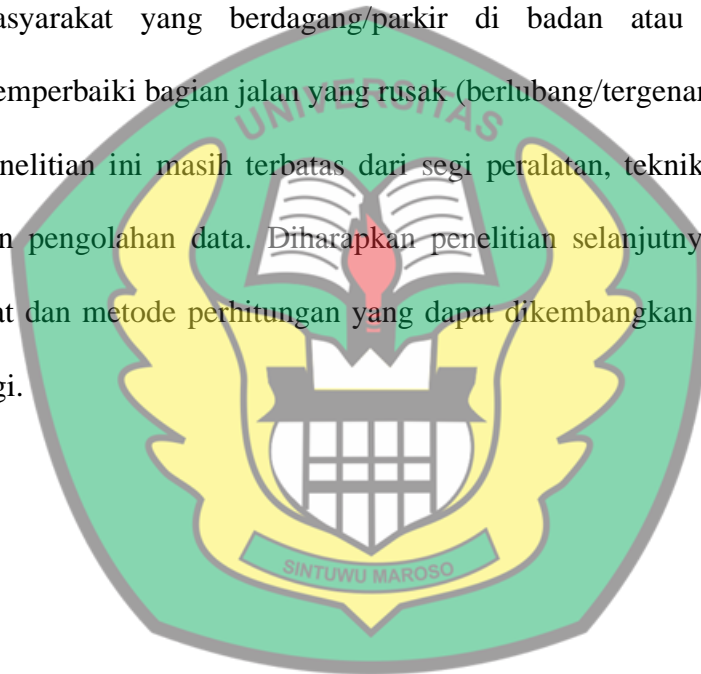 asyarakat yang berdagang/parkir di badan atau
emperbaiki bagian jalan yang rusak (berlubang/tergenan
UNIVERSITAS
nelitian ini masih terbatas dari segi peralatan, teknik
n pengolahan data. Diharapkan penelitian selanjutny
at dan metode perhitungan yang dapat dikembangkan
gi.
SINTUWU MAROSO